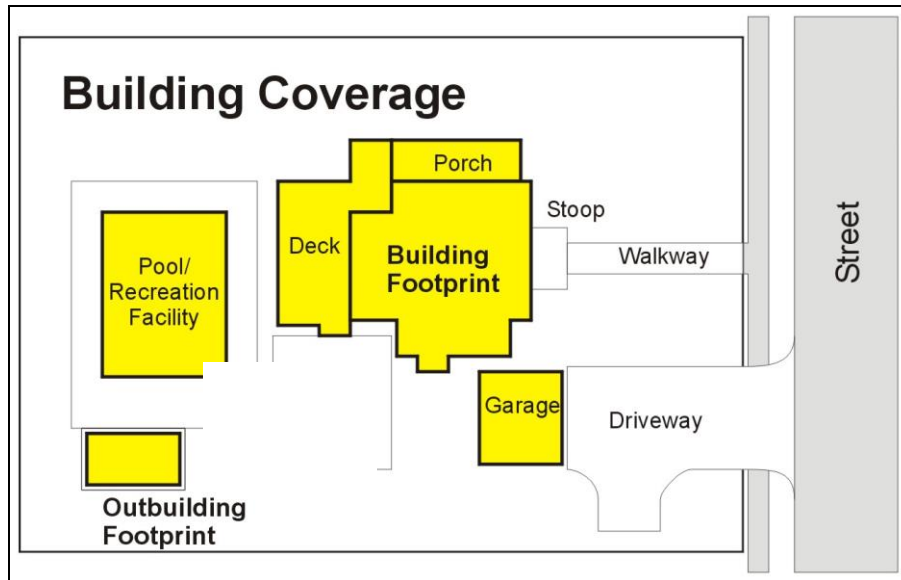 Building Coverage
Porch
Stoop
Deck
Building
Footprint
Walkway
Street
Pool/
Recreation
Facility
Garage
Driveway
Outbuilding
Footprint